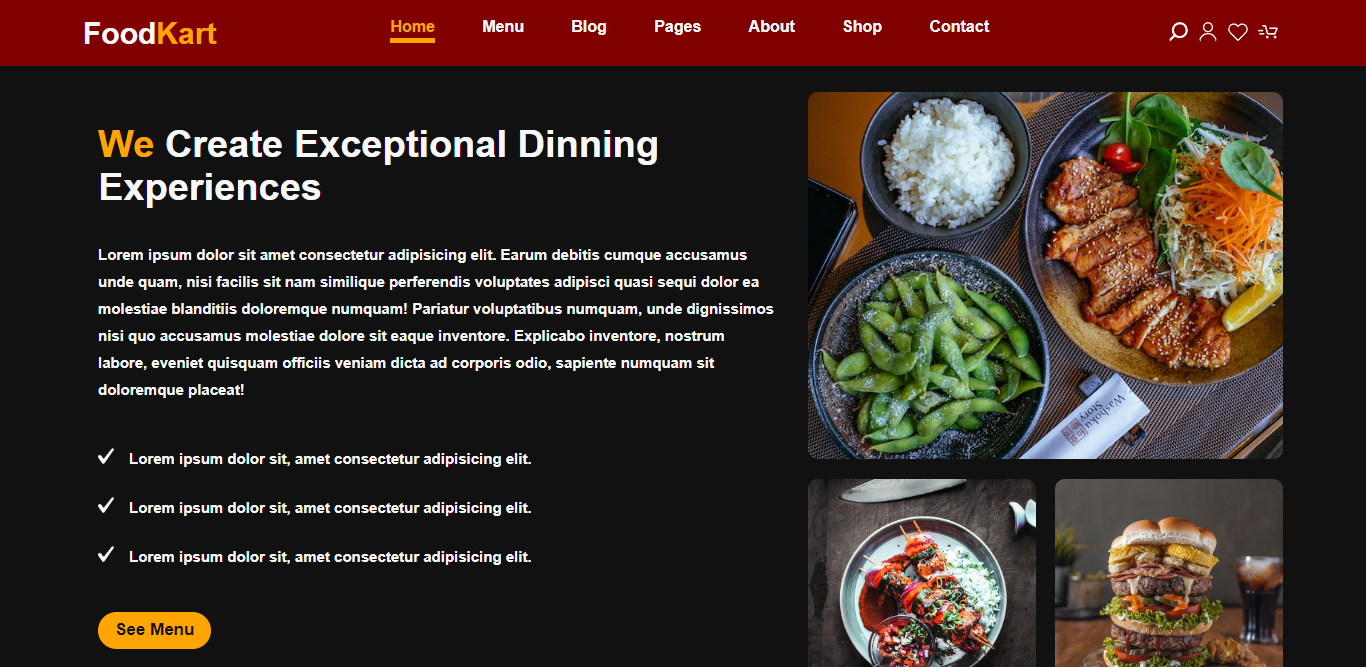 FoodKart
Home Menu Blog Pages About Shop Contact
We Create Exceptional Dinning
Experiences
Lorem ipsum dolor sit amet consectetur adipisicing elit. Earum debitis cumque accusamus
unde quam, nisi facilis sit nam similique perferendis voluptates adipisci quasi sequi dolor ea
molestiae blanditiis doloremque numquam! Pariatur voluptatibus numquam, unde dignissimos
nisi quo accusamus molestiae dolore sit eaque inventore. Explicabo inventore, nostrum
labore, eveniet quisquam officiis veniam dicta ad corporis odio, sapiente numquam sit
doloremque placeat!
Lorem ipsum dolor sit, amet consectetur adipisicing elit.
Lorem ipsum dolor sit, amet consectetur adipisicing elit.
Lorem ipsum dolor sit, amet consectetur adipisicing elit.
See Menu
Washoku
Story